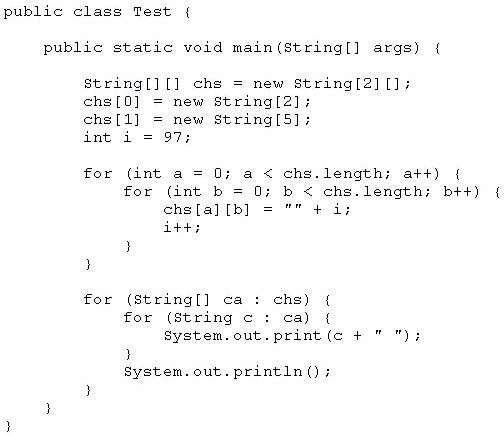 public class Test {
public static void main(String[] args) {
String[][] chs = new String[2][];
chs[0] = new String[2];
chs[1] = new String[5];
int i = 97;
for (int a = 0; a < chs.length; a++) {
for (int b = 0; b < chs.length; b++) {
chs[a][b] = "" + i;
i++;
}
}
for (String[] ca : chs) {
for (String c : ca) {
System.out.print(c + " ");
}
System.out.println();
}
}
}